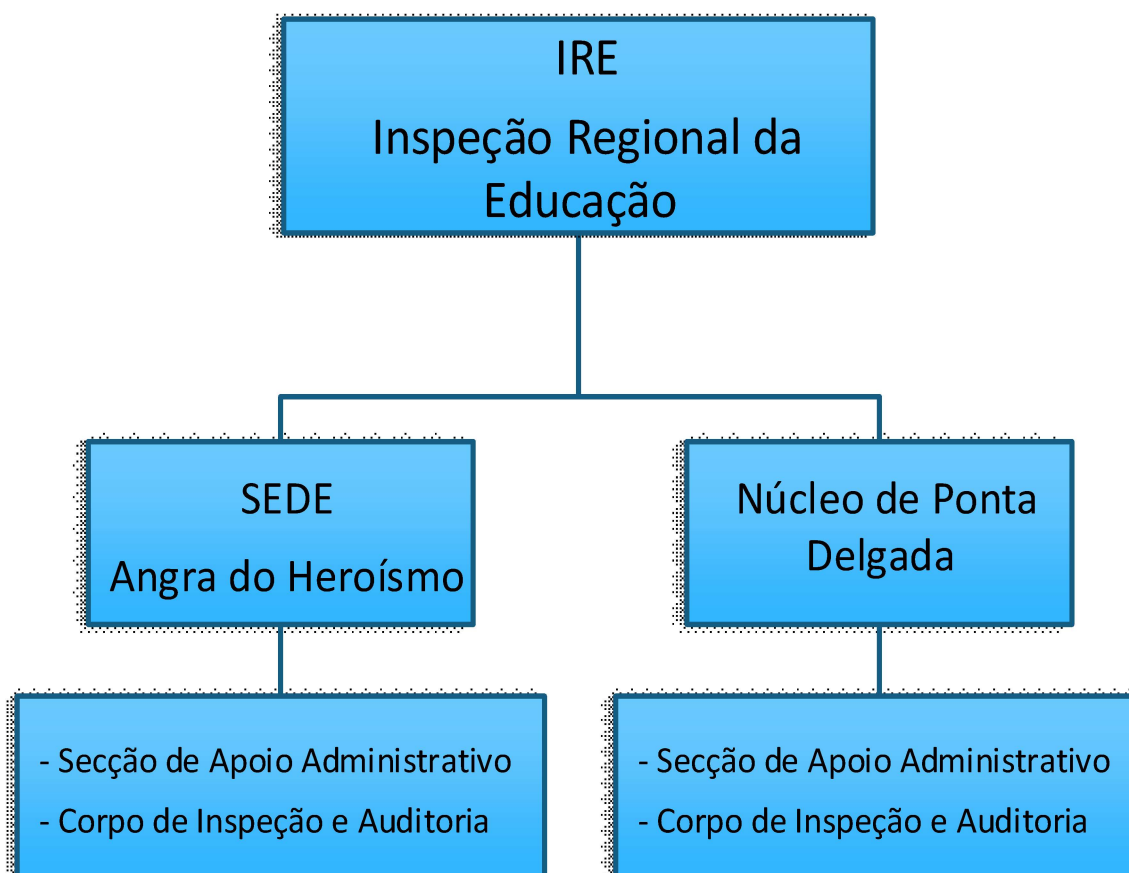 IRE
Inspeção Regional da
Educação
SEDE
Angra do Heroísmo
Núcleo de Ponta
Delgada
- Secção de Apoio Administrativo
- Corpo de Inspeção e Auditoria
- Secção de Apoio Administrativo
- Corpo de Inspeção e Auditoria